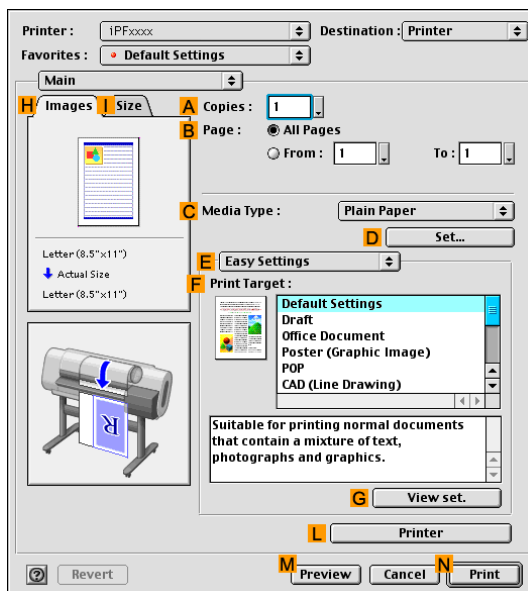 Printer : iPFxxxx Destination : Printer
Favorites : Default Settings
Main
H Images I Size
A Copies : 1
B Page : All Pages
From : 1 To : 1
C Media Type : Plain Paper
D Set...
Letter (8.5"x11")
Actual Size
Letter (8.5"x11")
E Easy Settings
F Print Target :
Default Settings
Draft
Office Document
Poster (Graphic Image)
POP
CAD (Line Drawing)
R
Suitable for printing normal documents
that contain a mixture of text,
photographs and graphics.
G View set.
L Printer
M N
? Revert Preview Cancel Print